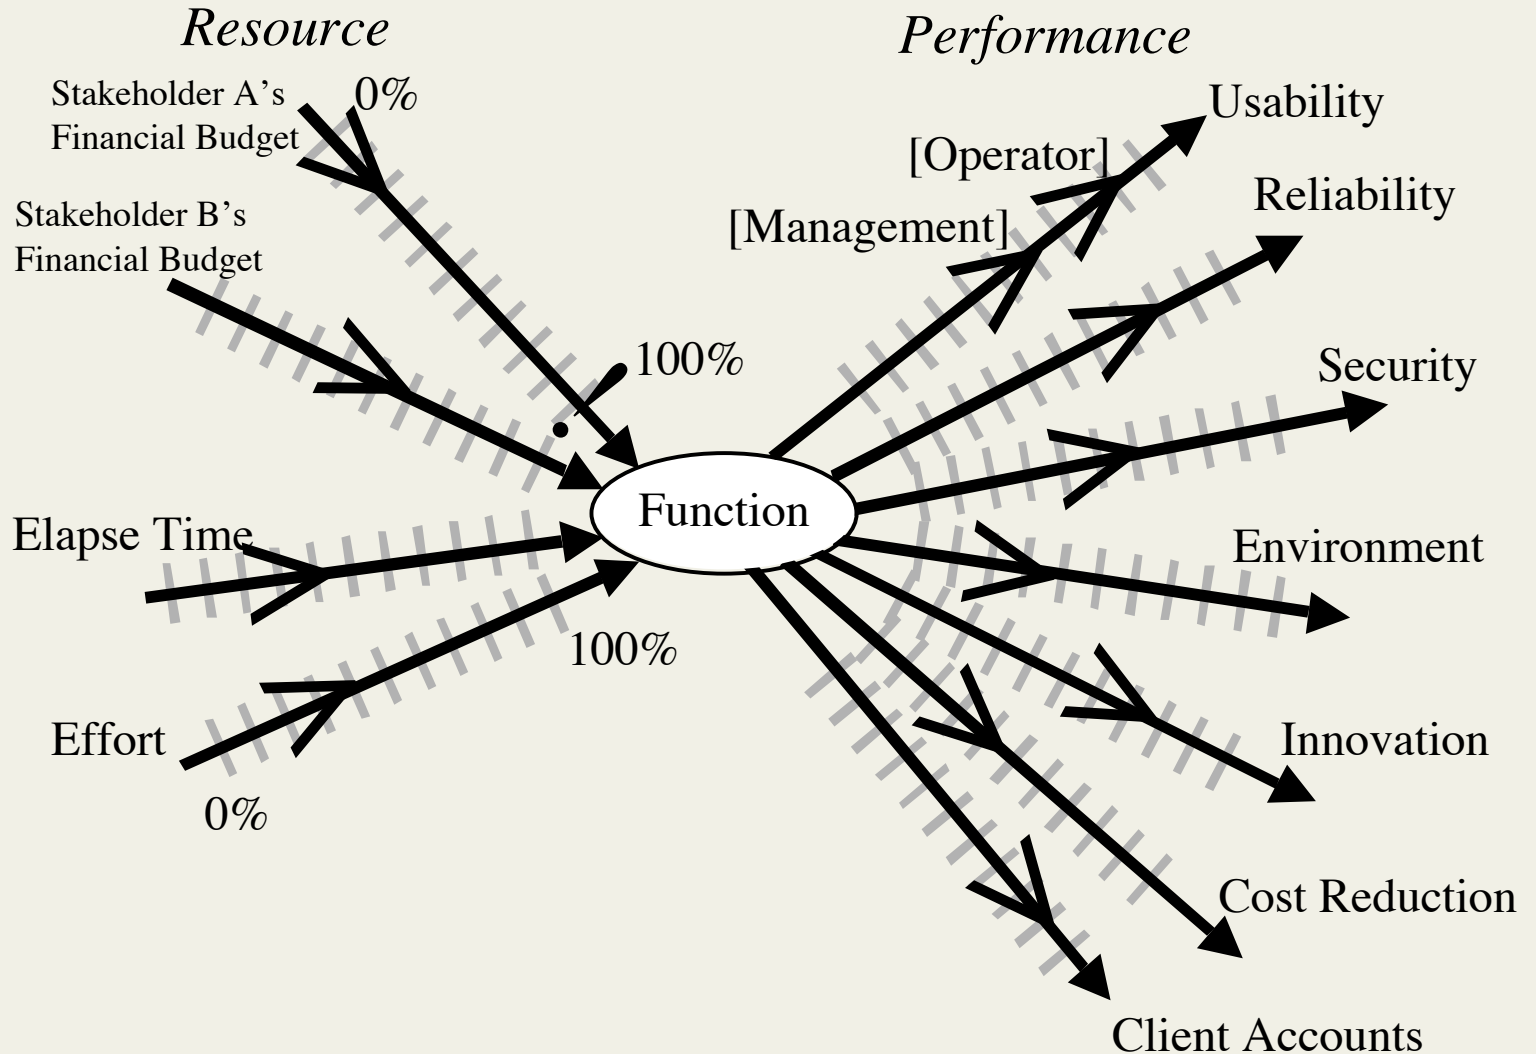 Resource
Performance
Stakeholder A's
Financial Budget
0%
Stakeholder B's
Financial Budget
100%
Elapse Time
Effort
0%
100%
Function
[Operator]
[Management]
Usability
Reliability
Security
Environment
Innovation
Cost Reduction
Client Accounts